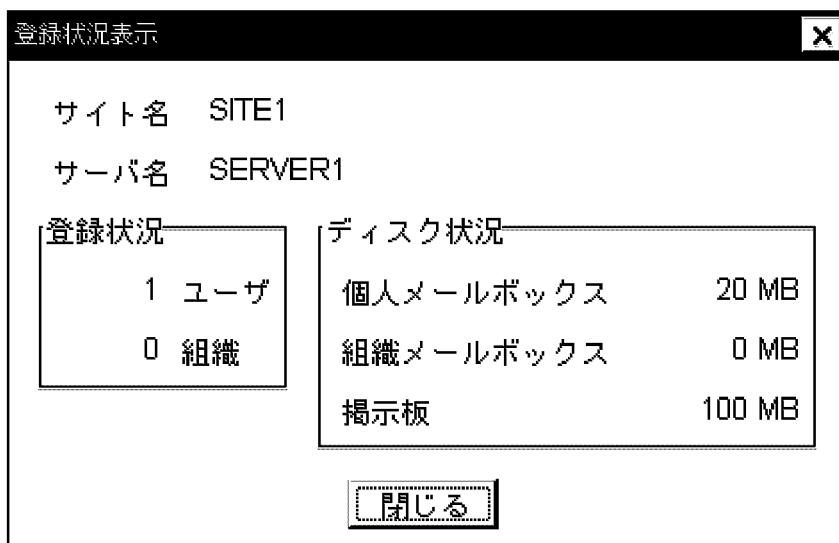 登録状況表示
サイト名 SITE1
サーバ名 SERVER1
登録状況
1 ユーザ
0 組織
ディスク状況
個人メールボックス 20 MB
組織メールボックス 0 MB
掲示板 100 MB
閉じる